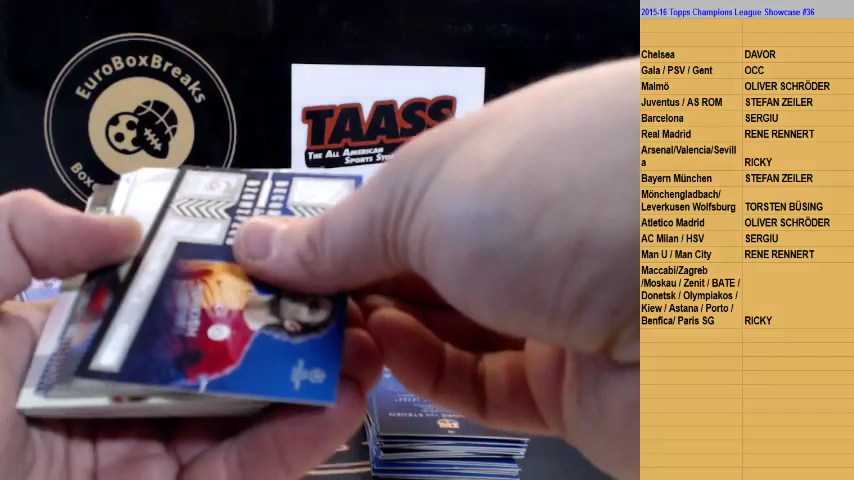 EuroBoxBreaks
TAASS
THE ALL AMERICAN
SPORTS
2015-16 Topps Champions League Showcase #36
Chelsea DAVOR
Gala / PSV / Gent OCC
Malmö OLIVER SCHRÖDER
Juventus / AS ROM STEFAN ZEILER
Barcelona SERGIU
Real Madrid RENE RENNERT
Arsenal/Valencia/Sevill
a RICKY
Bayern München STEFAN ZEILER
Mönchengladbach/
Leverkusen Wolfsburg TORSTEN BÜSING
Atletico Madrid OLIVER SCHRÖDER
AC Milan / HSV SERGIU
Man U / Man City RENE RENNERT
Maccabi/Zagreb
/Moskau / Zenit / BATE /
Donetsk / Olympiakos /
Kiew / Astana / Porto /
Benfica/ Paris SG RICKY